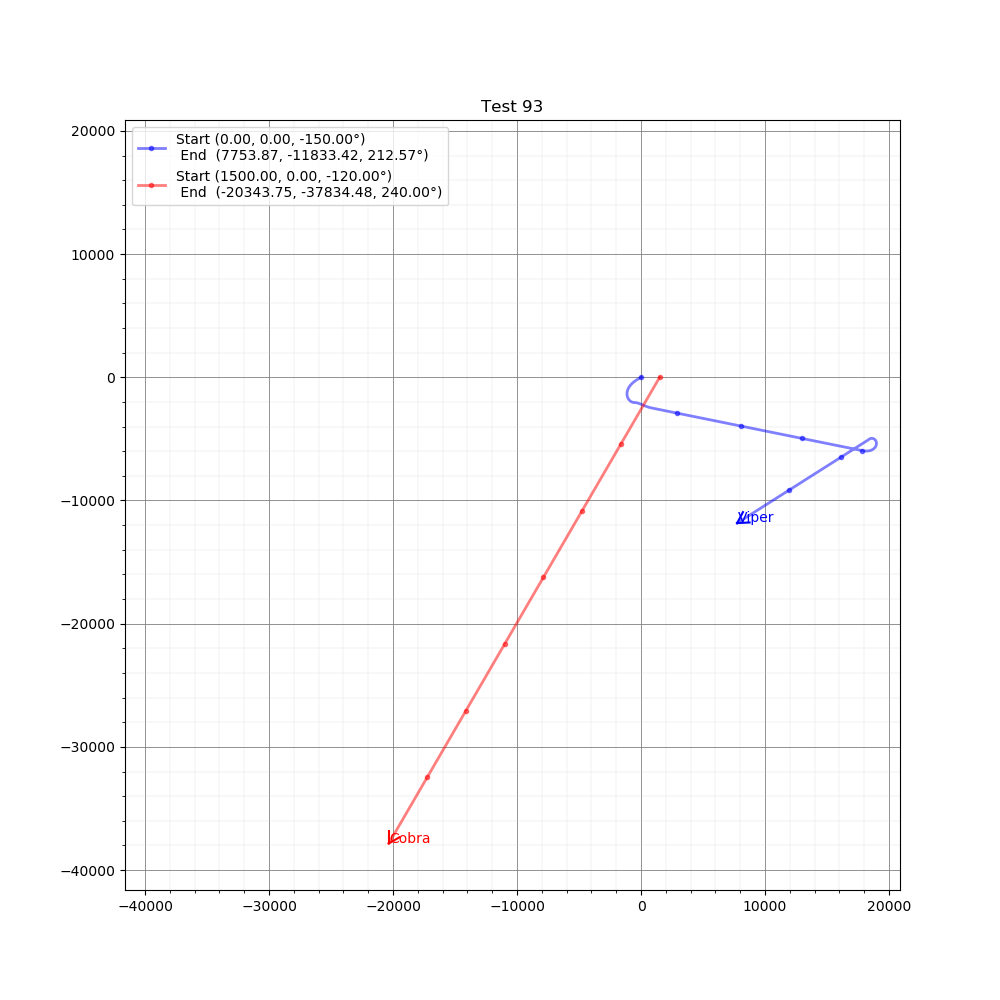 Test 93
Start (0.00, 0.00, -150.00°)
End (7753.87, -11833.42, 212.57°)
Start (1500.00, 0.00, -120.00°)
End (-20343.75, -37834.48, 240.00°)
20000
10000
0
−10000
−20000
−30000
−40000
Viper
Cobra
−40000 −30000 −20000 −10000 0 10000 20000